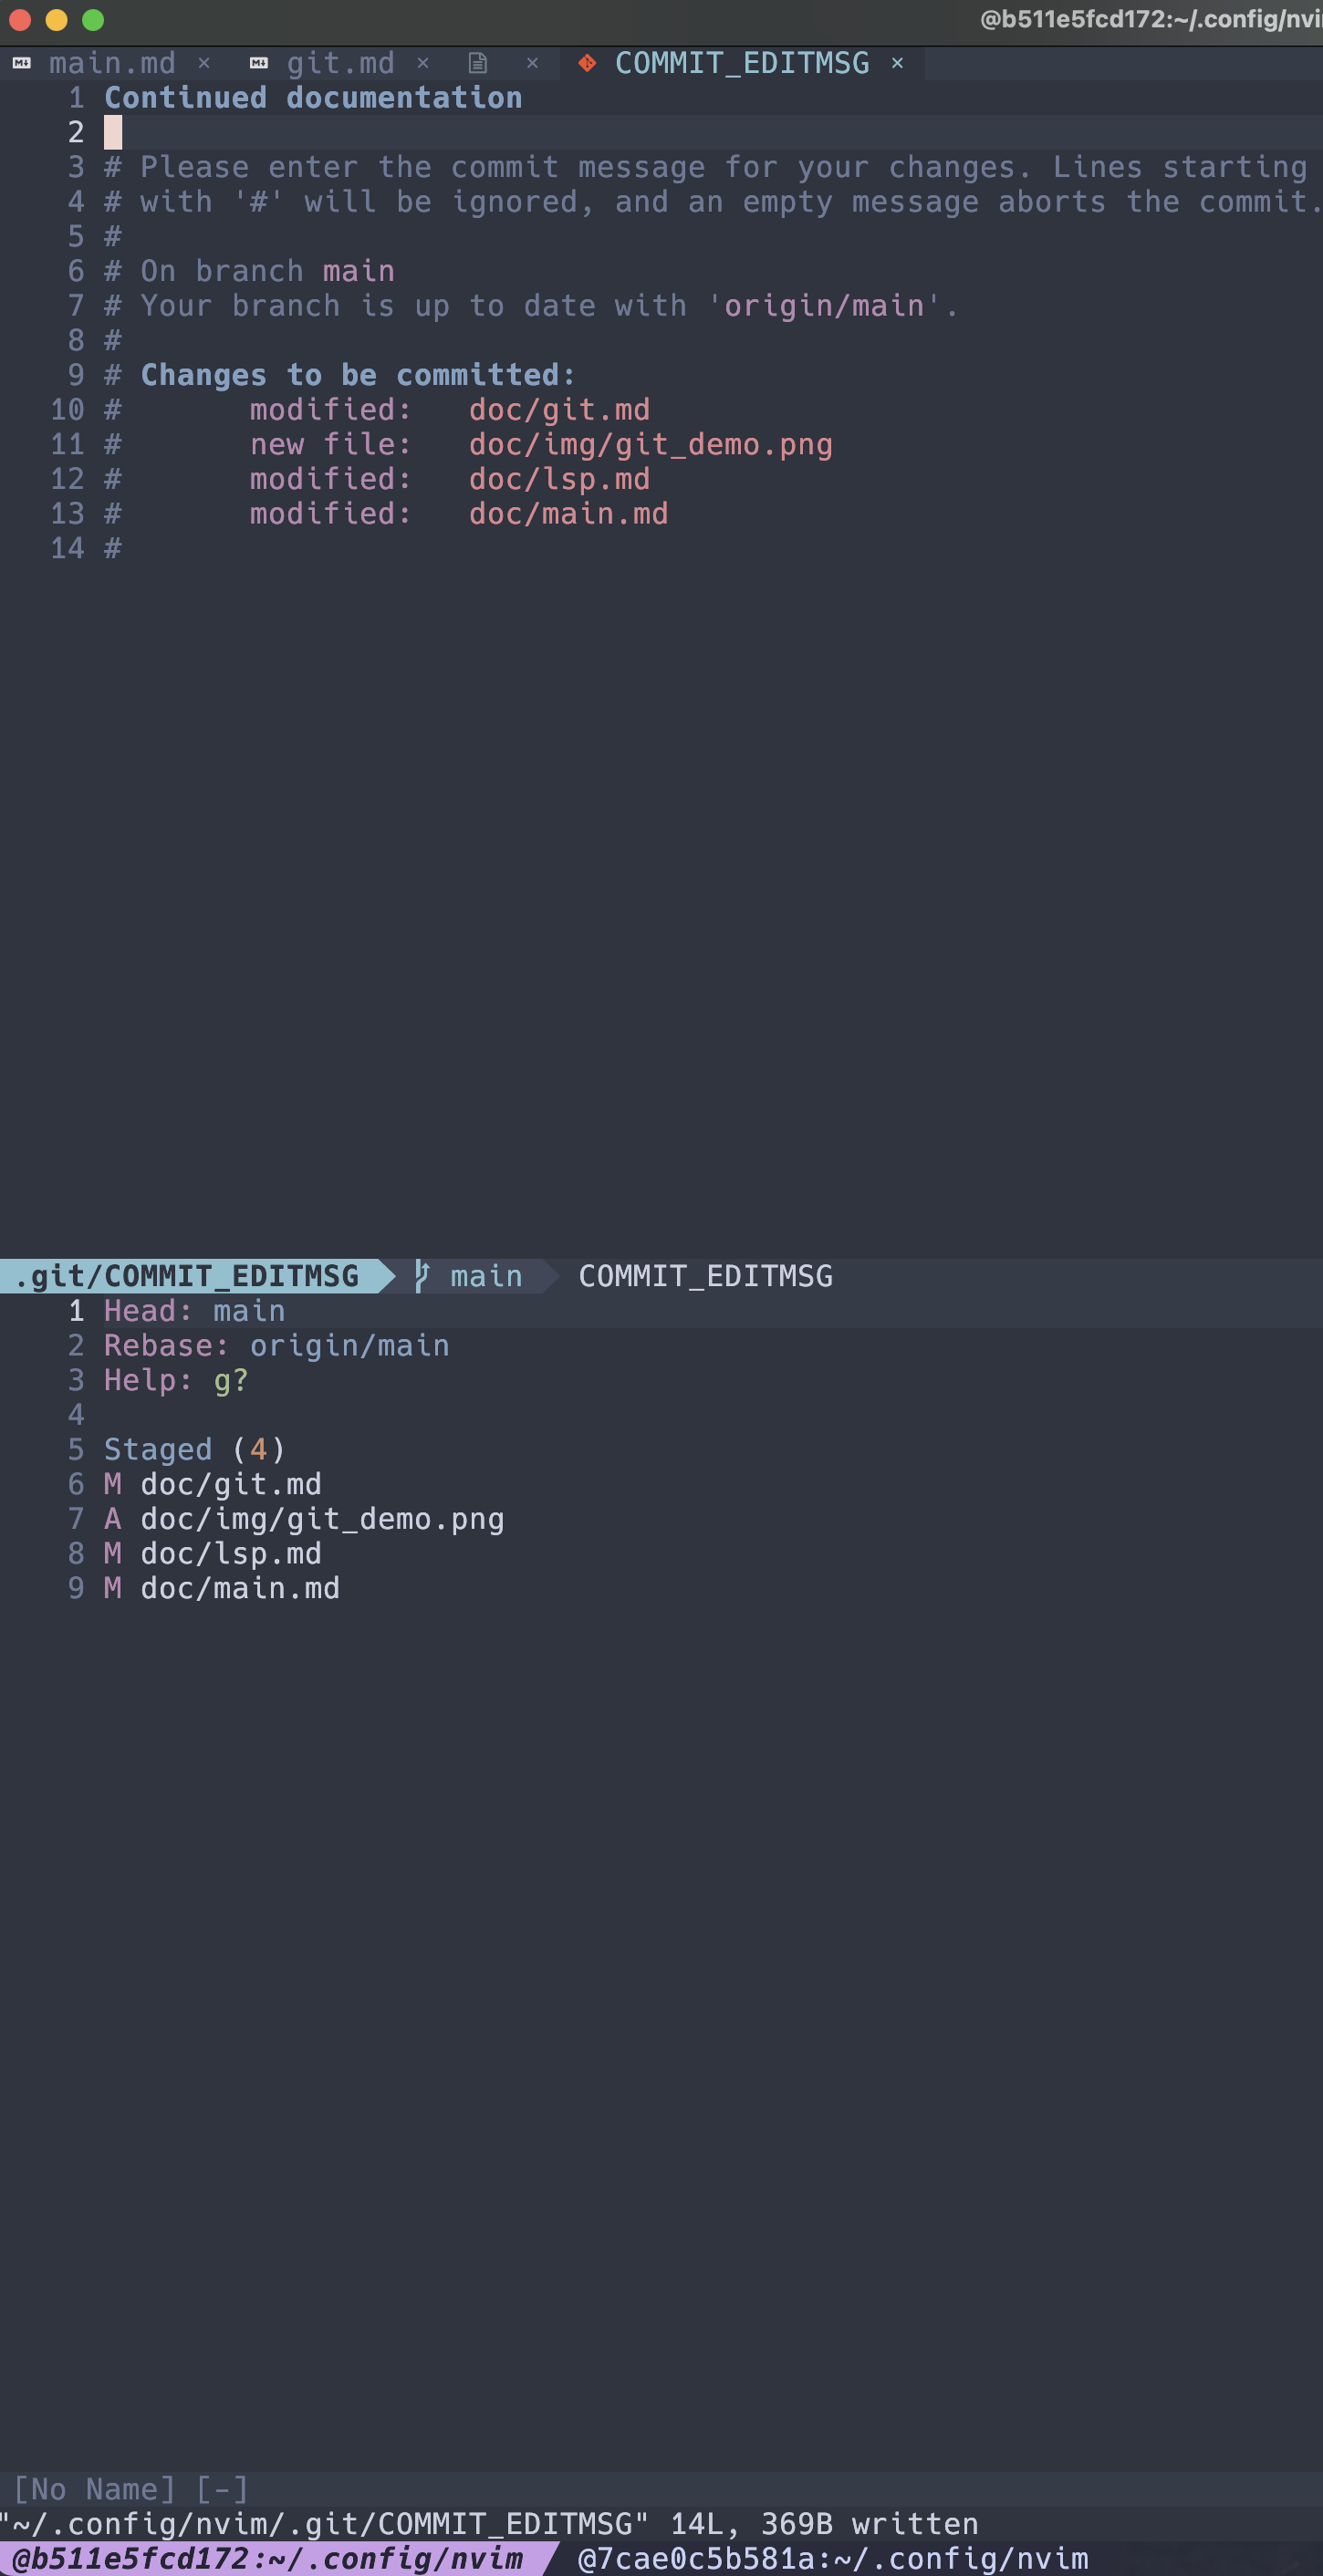 @b511e5fcd172:~/.config/nvi
main.md × git.md × × COMMIT_EDITMSG ×
1 Continued documentation
2
3 # Please enter the commit message for your changes. Lines starting
4 # with '#' will be ignored, and an empty message aborts the commit.
5 #
6 # On branch main
7 # Your branch is up to date with 'origin/main'.
8 #
9 # Changes to be committed:
10 #       modified:   doc/git.md
11 #       new file:   doc/img/git_demo.png
12 #       modified:   doc/lsp.md
13 #       modified:   doc/main.md
14 #
.git/COMMIT_EDITMSG main COMMIT_EDITMSG
1 Head: main
2 Rebase: origin/main
3 Help: g?
4
5 Staged (4)
6 M doc/git.md
7 A doc/img/git_demo.png
8 M doc/lsp.md
9 M doc/main.md
[No Name] [-]
"~/.config/nvim/.git/COMMIT_EDITMSG" 14L, 369B written
@b511e5fcd172:~/.config/nvim @7cae0c5b581a:~/.config/nvim